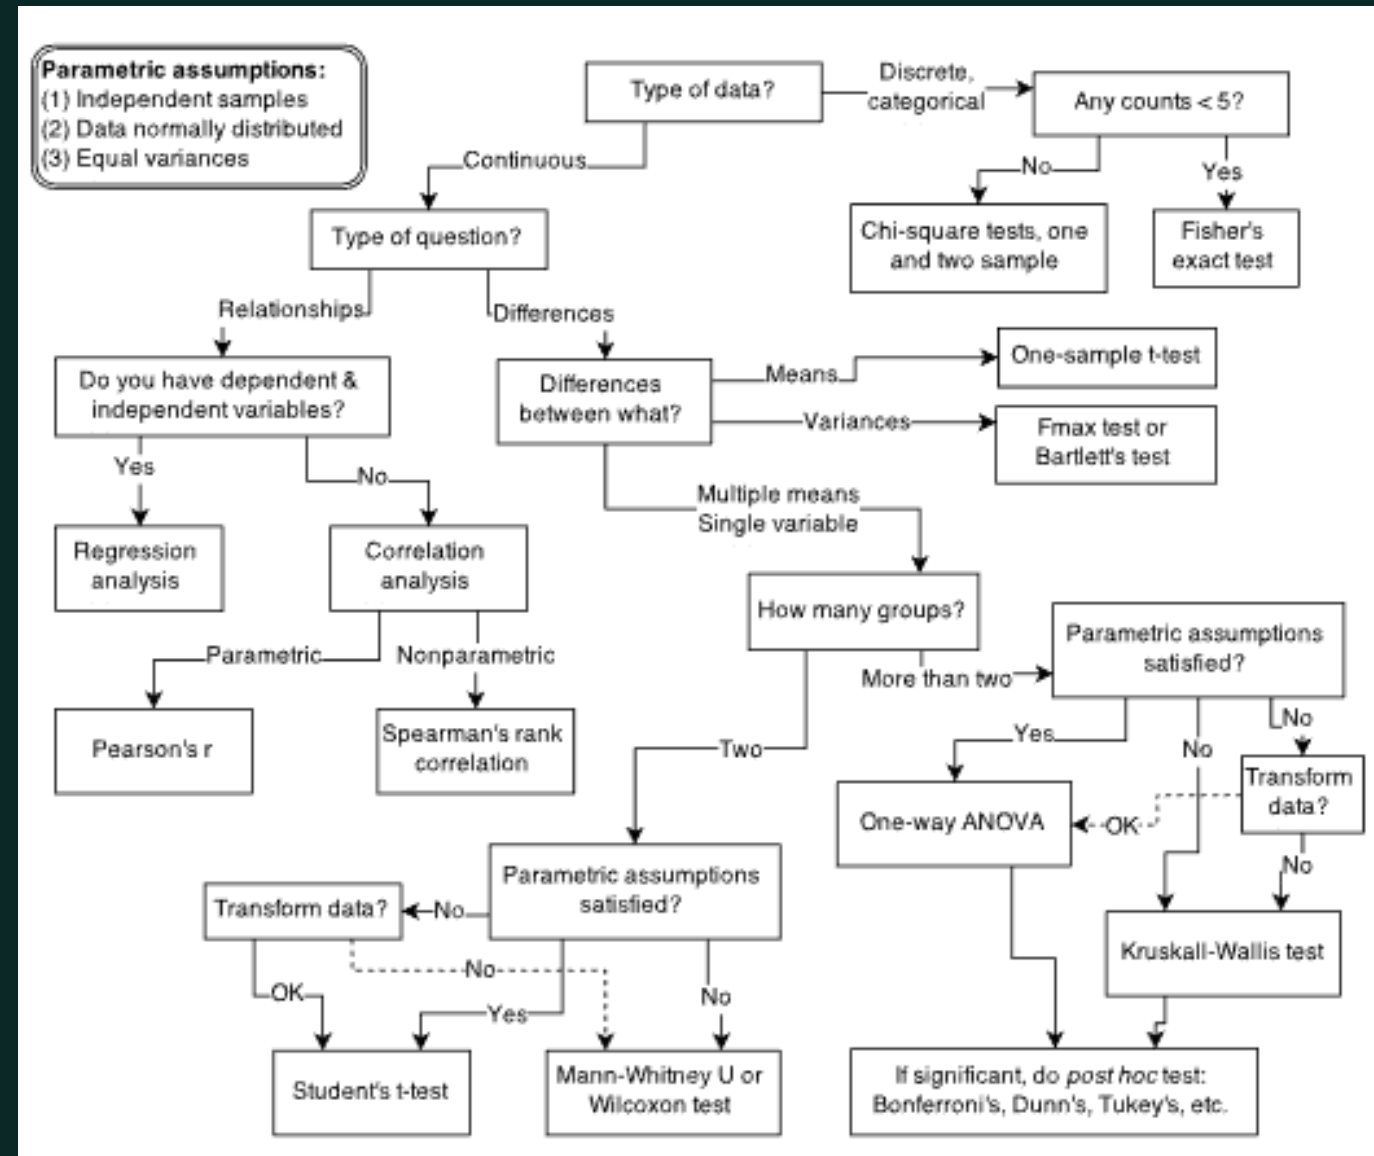 Parametric assumptions:
(1) Independent samples
(2) Data normally distributed
(3) Equal variances
Type of data?
Discrete,
categorical
Any counts < 5?
Continuous
No
Yes
Type of question?
Chi-square tests, one
and two sample
Fisher's
exact test
Relationships
Differences
Do you have dependent &
independent variables?
Differences
between what?
Means
One-sample t-test
Variances
Fmax test or
Bartlett's test
Yes
No
Multiple means
Single variable
Regression
analysis
Correlation
analysis
How many groups?
Parametric assumptions
satisfied?
Parametric
Nonparametric
More than two
Pearson's r
Spearman's rank
correlation
Two
Yes
No
No
Transform
data?
One-way ANOVA
OK
No
Parametric assumptions
satisfied?
Transform data?
No
Kruskall-Wallis test
No
OK
Yes
No
Student's t-test
Mann-Whitney U or
Wilcoxon test
If significant, do post hoc test:
Bonferroni's, Dunn's, Tukey's, etc.